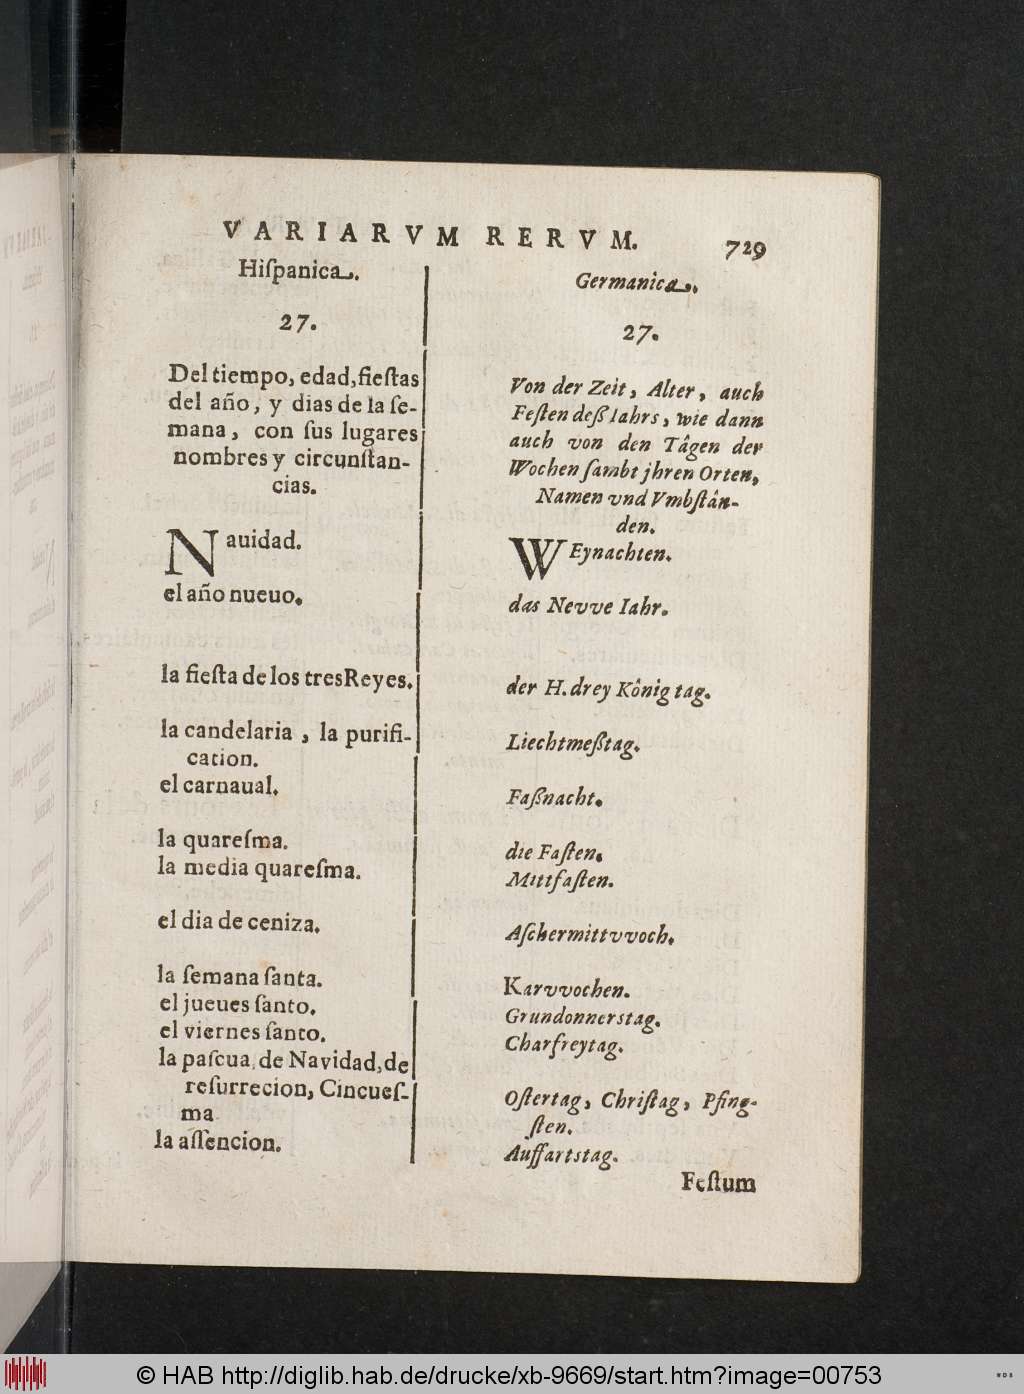 VARIARVM RERVM. 729
Hiſpanica.
27.
Del tiempo, edad, fieſtas
del año, y dias de la ſe-
mana, con ſus lugares
nombres y circunſtan-
cias.
Nauidad.
el año nueuo.
la fieſta de los tres Reyes.
la candelaria, la purifi-
cation.
el carnaual.
la quareſma.
la media quareſma.
el dia de ceniza.
la ſemana ſanta.
el jueues ſanto.
el viernes ſanto.
la paſcua de Navidad, de
reſurrecion, Cincueſ-
ma
la aſſencion.
Germanica.
27.
Von der Zeit, Alter, auch
Feſten deß Iahrs, wie dann
auch von den Tâgen der
Wochen ſambt jhren Orten,
Namen vnd Vmbſtân-
den.
WEynachten.
das Nevve Iahr.
der H. drey Kônig tag.
Liechtmeßtag.
Faßnacht.
die Faſten.
Mittfaſten.
Aſchermittvvoch.
Karvvochen.
Grundonnerstag.
Charfreytag.
Oſtertag, Chriſtag, Pfing-
ſten.
Auffartstag.
Feſtum
© HAB http://diglib.hab.de/drucke/xb-9669/start.htm?image=00753